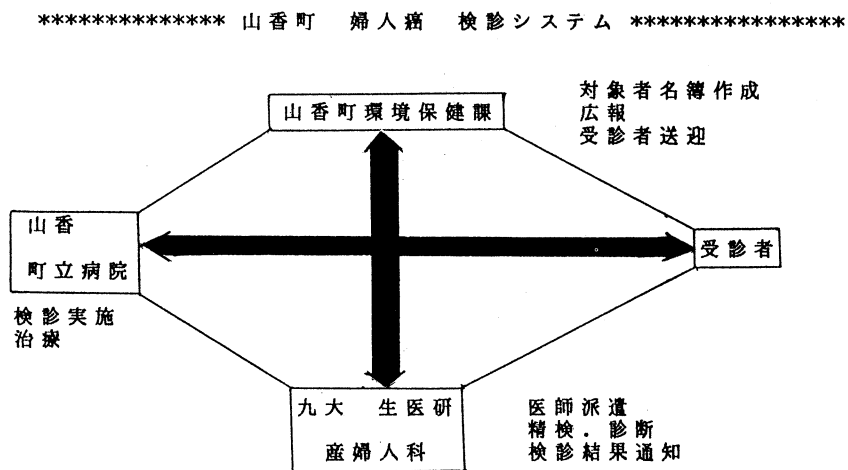 ************** 山香町　婦人癌　検診システム ****************
対象者名簿作成
広報
受診者送迎
山香町環境保健課
山香
町立病院
受診者
検診実施
治療
九大　生医研
産婦人科
医師派遣
精検．診断
検診結果通知